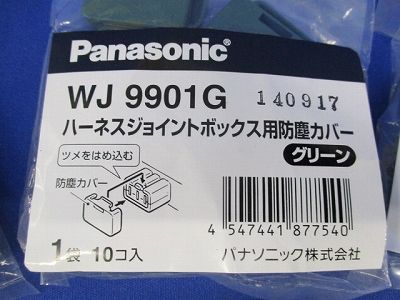 Panasonic
WJ 9901G 140917
ハーネスジョイントボックス用防塵カバー
グリーン
ツメをはめ込む
防塵カバー
4 547441 877540
1袋 10コ入
パナソニック株式会社